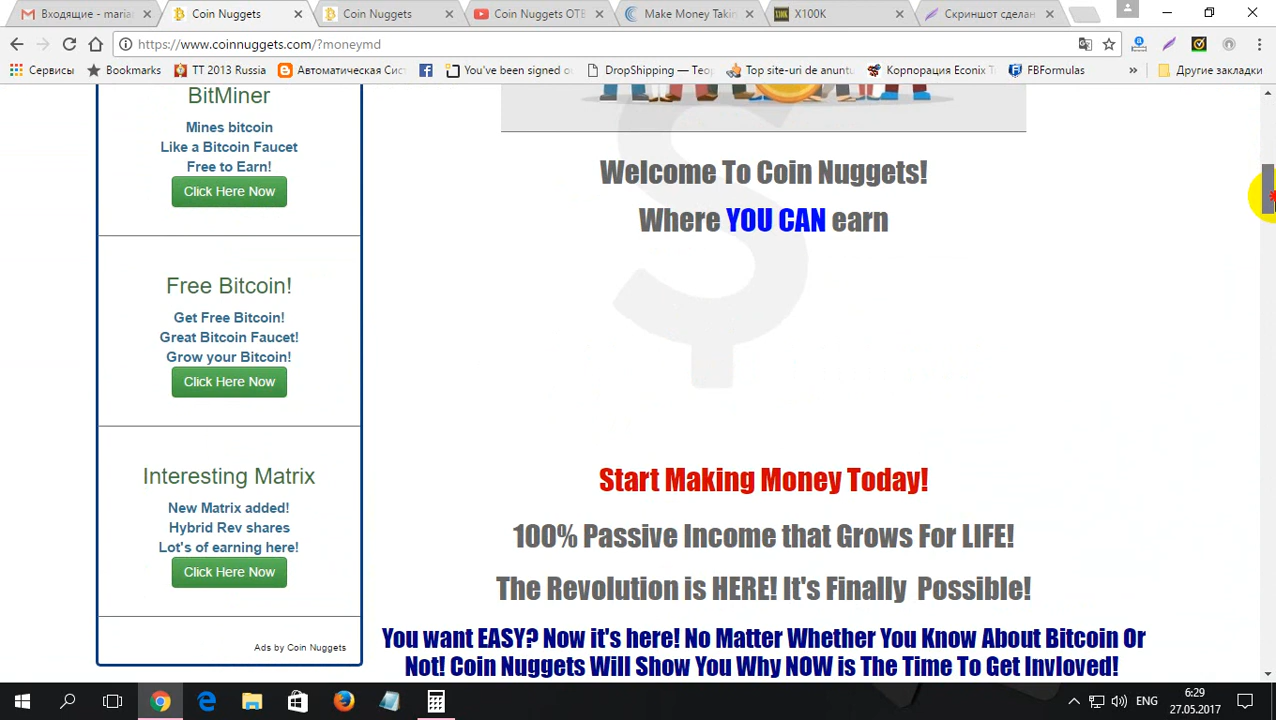 Входящие - maria
Coin Nuggets
Coin Nuggets
Coin Nuggets ОТЕ
Make Money Takin
X100K
Скриншот сделан
https://www.coinnuggets.com/?moneymd
Сервисы
Bookmarks
TT 2013 Russia
Автоматическая Сис
You've been signed o
DropShipping — Теор
Top site-uri de anuntu
Корпорация Econix T
FBFormulas
»
Другие закладки
BitMiner
Mines bitcoin
Like a Bitcoin Faucet
Free to Earn!
Click Here Now
Free Bitcoin!
Get Free Bitcoin!
Great Bitcoin Faucet!
Grow your Bitcoin!
Click Here Now
Interesting Matrix
New Matrix added!
Hybrid Rev shares
Lot's of earning here!
Click Here Now
Ads by Coin Nuggets
Welcome To Coin Nuggets!
Where YOU CAN earn
Start Making Money Today!
100% Passive Income that Grows For LIFE!
The Revolution is HERE! It's Finally Possible!
You want EASY? Now it's here! No Matter Whether You Know About Bitcoin Or
Not! Coin Nuggets Will Show You Why NOW is The Time To Get Invloved!
ENG
6:29
27.05.2017